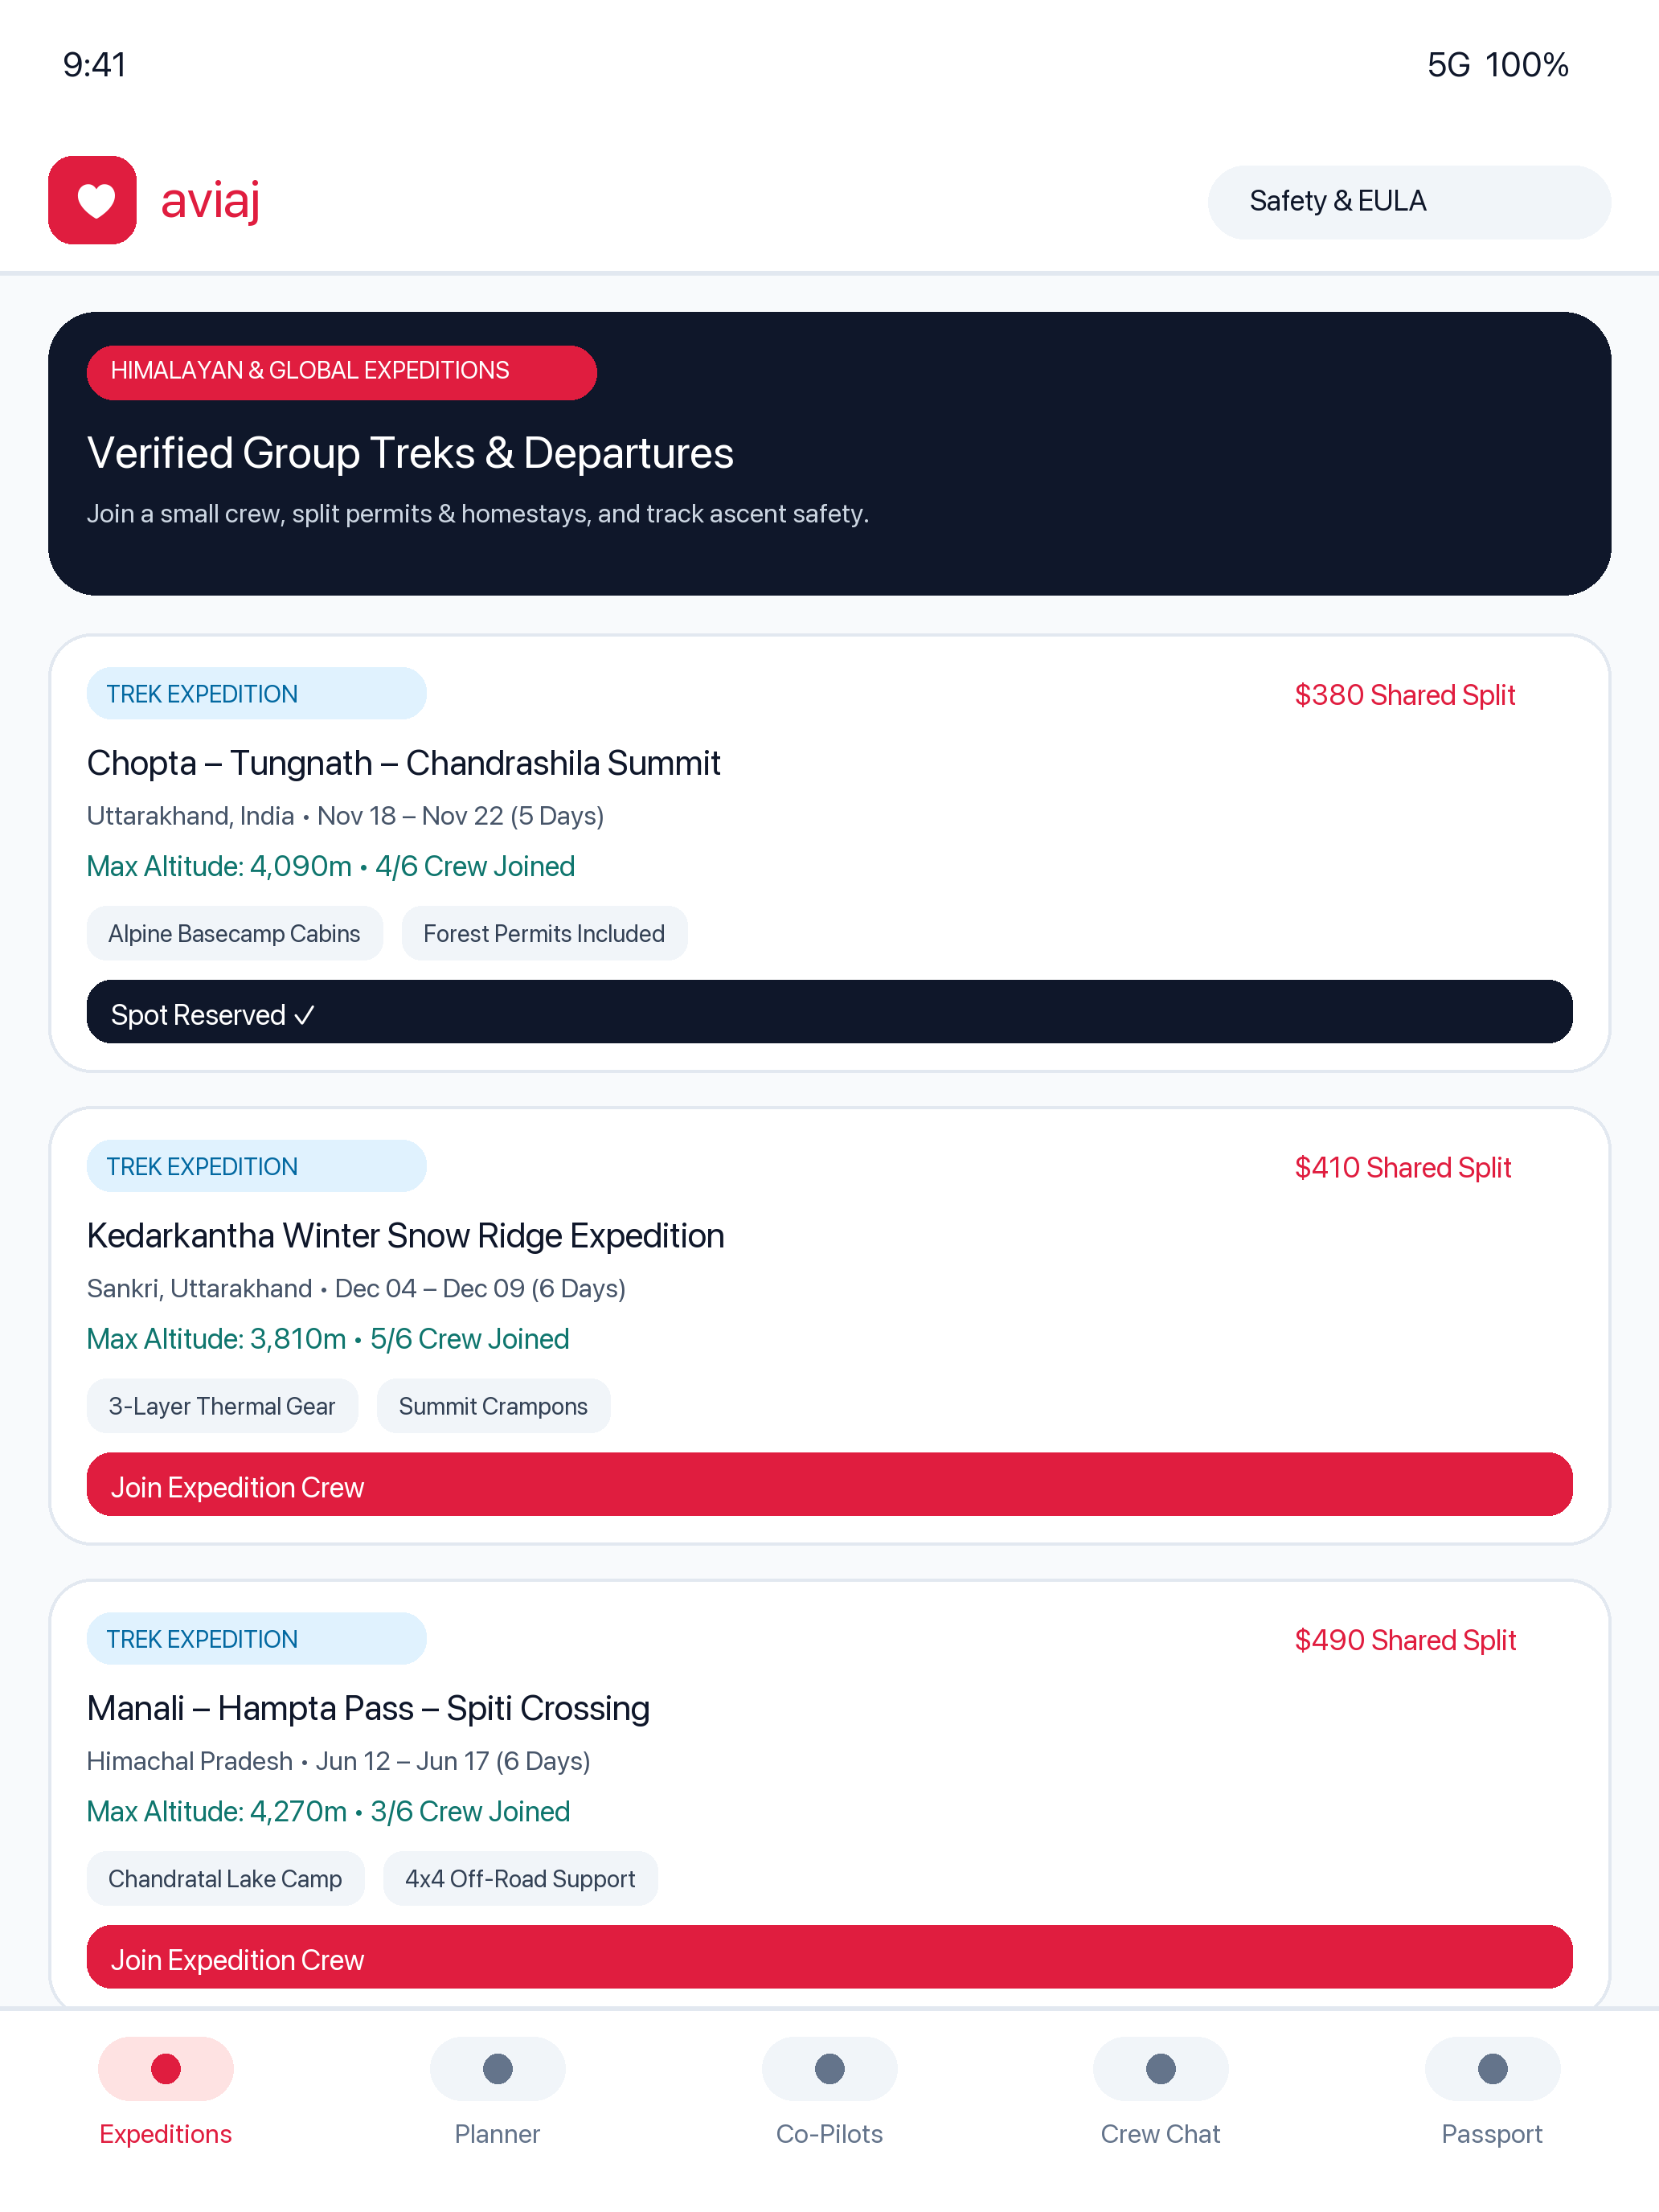 9:41
5G 100%
aviaj
Safety & EULA
HIMALAYAN & GLOBAL EXPEDITIONS
Verified Group Treks & Departures
Join a small crew, split permits & homestays, and track ascent safety.
TREK EXPEDITION
$380 Shared Split
Chopta – Tungnath – Chandrashila Summit
Uttarakhand, India • Nov 18 – Nov 22 (5 Days)
Max Altitude: 4,090m • 4/6 Crew Joined
Alpine Basecamp Cabins
Forest Permits Included
Spot Reserved ✓
TREK EXPEDITION
$410 Shared Split
Kedarkantha Winter Snow Ridge Expedition
Sankri, Uttarakhand • Dec 04 – Dec 09 (6 Days)
Max Altitude: 3,810m • 5/6 Crew Joined
3-Layer Thermal Gear
Summit Crampons
Join Expedition Crew
TREK EXPEDITION
$490 Shared Split
Manali – Hampta Pass – Spiti Crossing
Himachal Pradesh • Jun 12 – Jun 17 (6 Days)
Max Altitude: 4,270m • 3/6 Crew Joined
Chandratal Lake Camp
4x4 Off-Road Support
Join Expedition Crew
Expeditions
Planner
Co-Pilots
Crew Chat
Passport